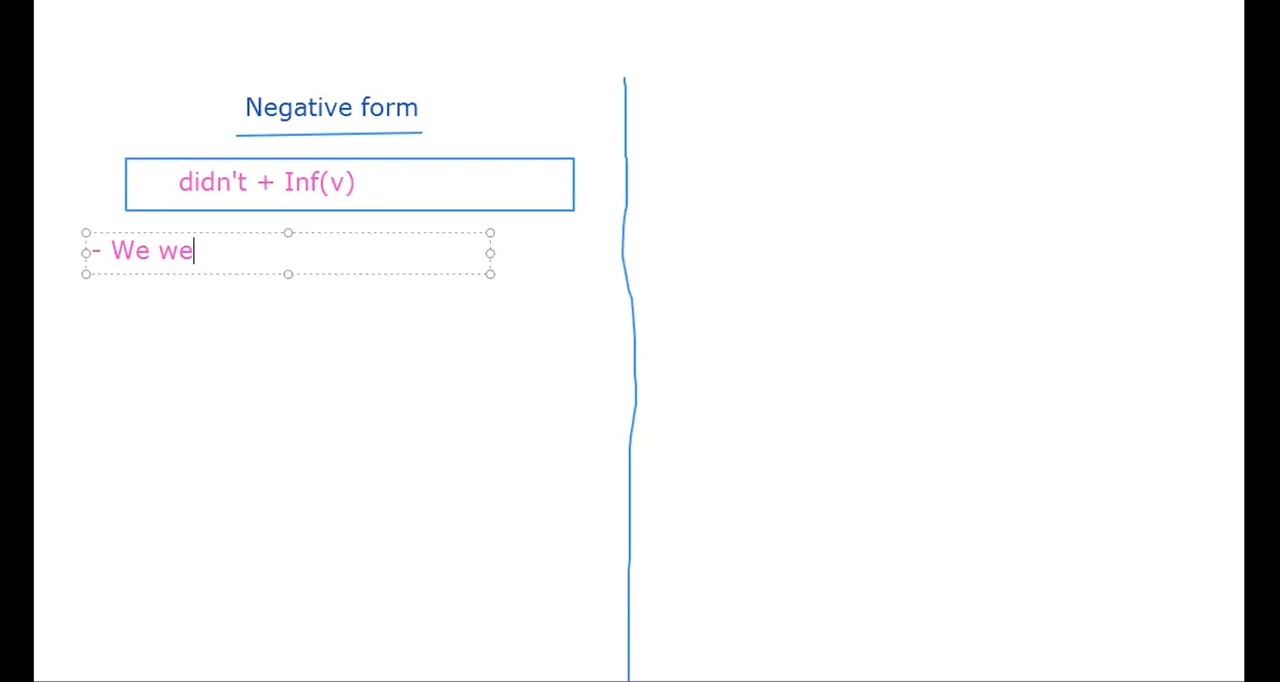 Negative form
didn't + Inf(v)
- We we